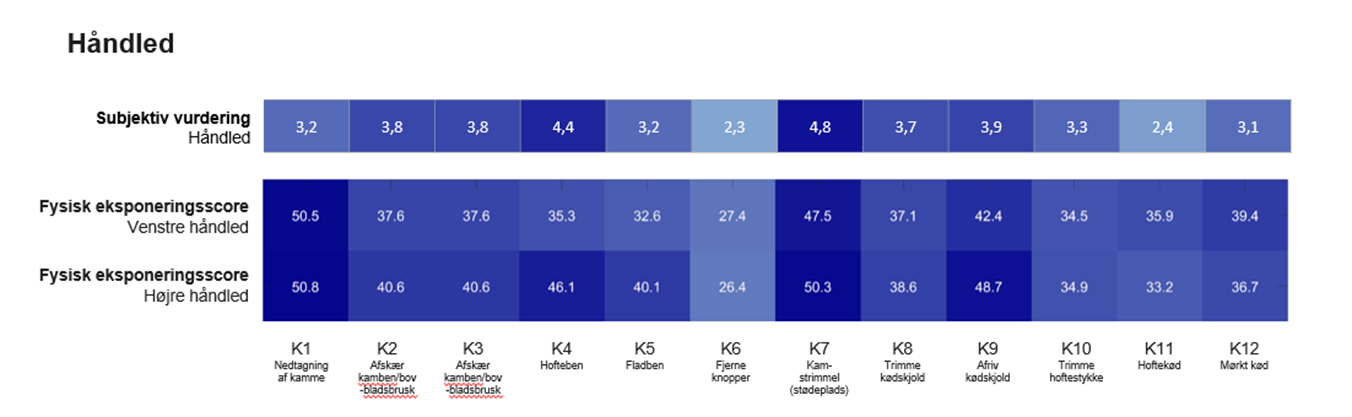 Håndled
Subjektiv vurdering
Håndled
3,2 3,8 3,8 4,4 3,2 2,3 4,8 3,7 3,9 3,3 2,4 3,1
Fysisk eksponeringsscore
Venstre håndled
50.5 37.6 37.6 35.3 32.6 27.4 47.5 37.1 42.4 34.5 35.9 39.4
Fysisk eksponeringsscore
Højre håndled
50.8 40.6 40.6 46.1 40.1 26.4 50.3 38.6 48.7 34.9 33.2 36.7
K1 K2 K3 K4 K5 K6 K7 K8 K9 K10 K11 K12
Nedtagning Afskær Afskær Hofteben Fladben Fjerne Kam- Trimme Afriv Trimme Hoftekød Mørkt kød
af kamme kamben/bov kamben/bov knopper strimmel kødskjold kødskjold hoftestykke
-bladsbrusk -bladsbrusk (stødeplads)